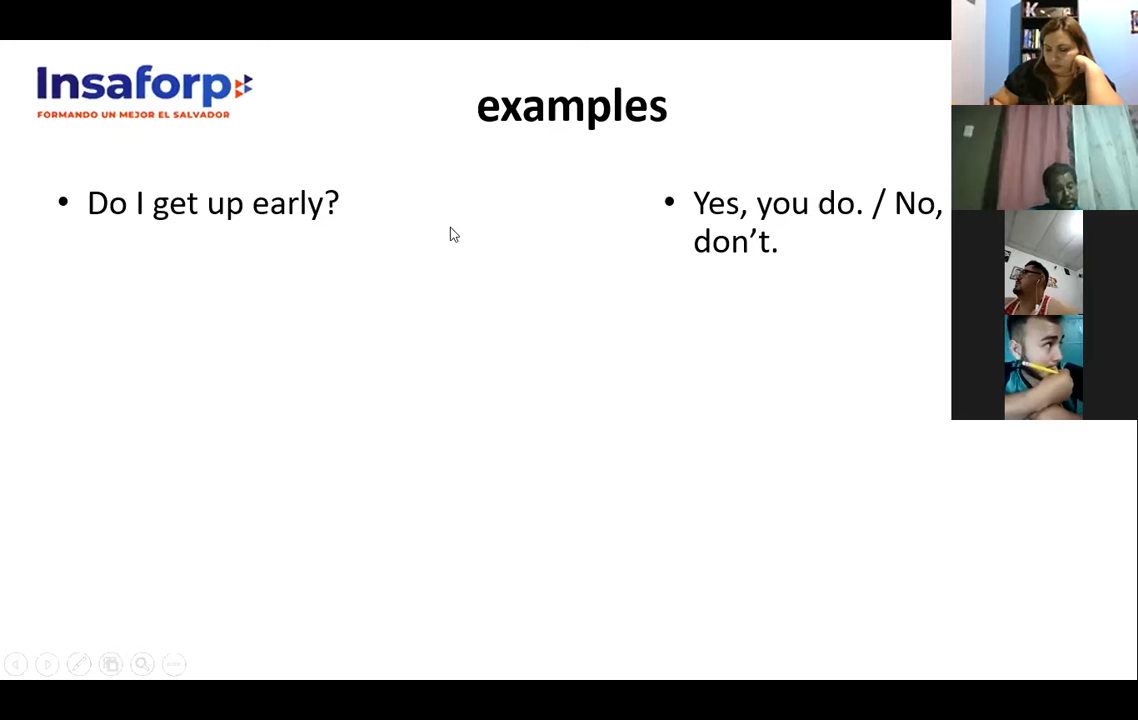 Insaforp
FORMANDO UN MEJOR EL SALVADOR
examples
• Do I get up early?
• Yes, you do. / No,
don't.